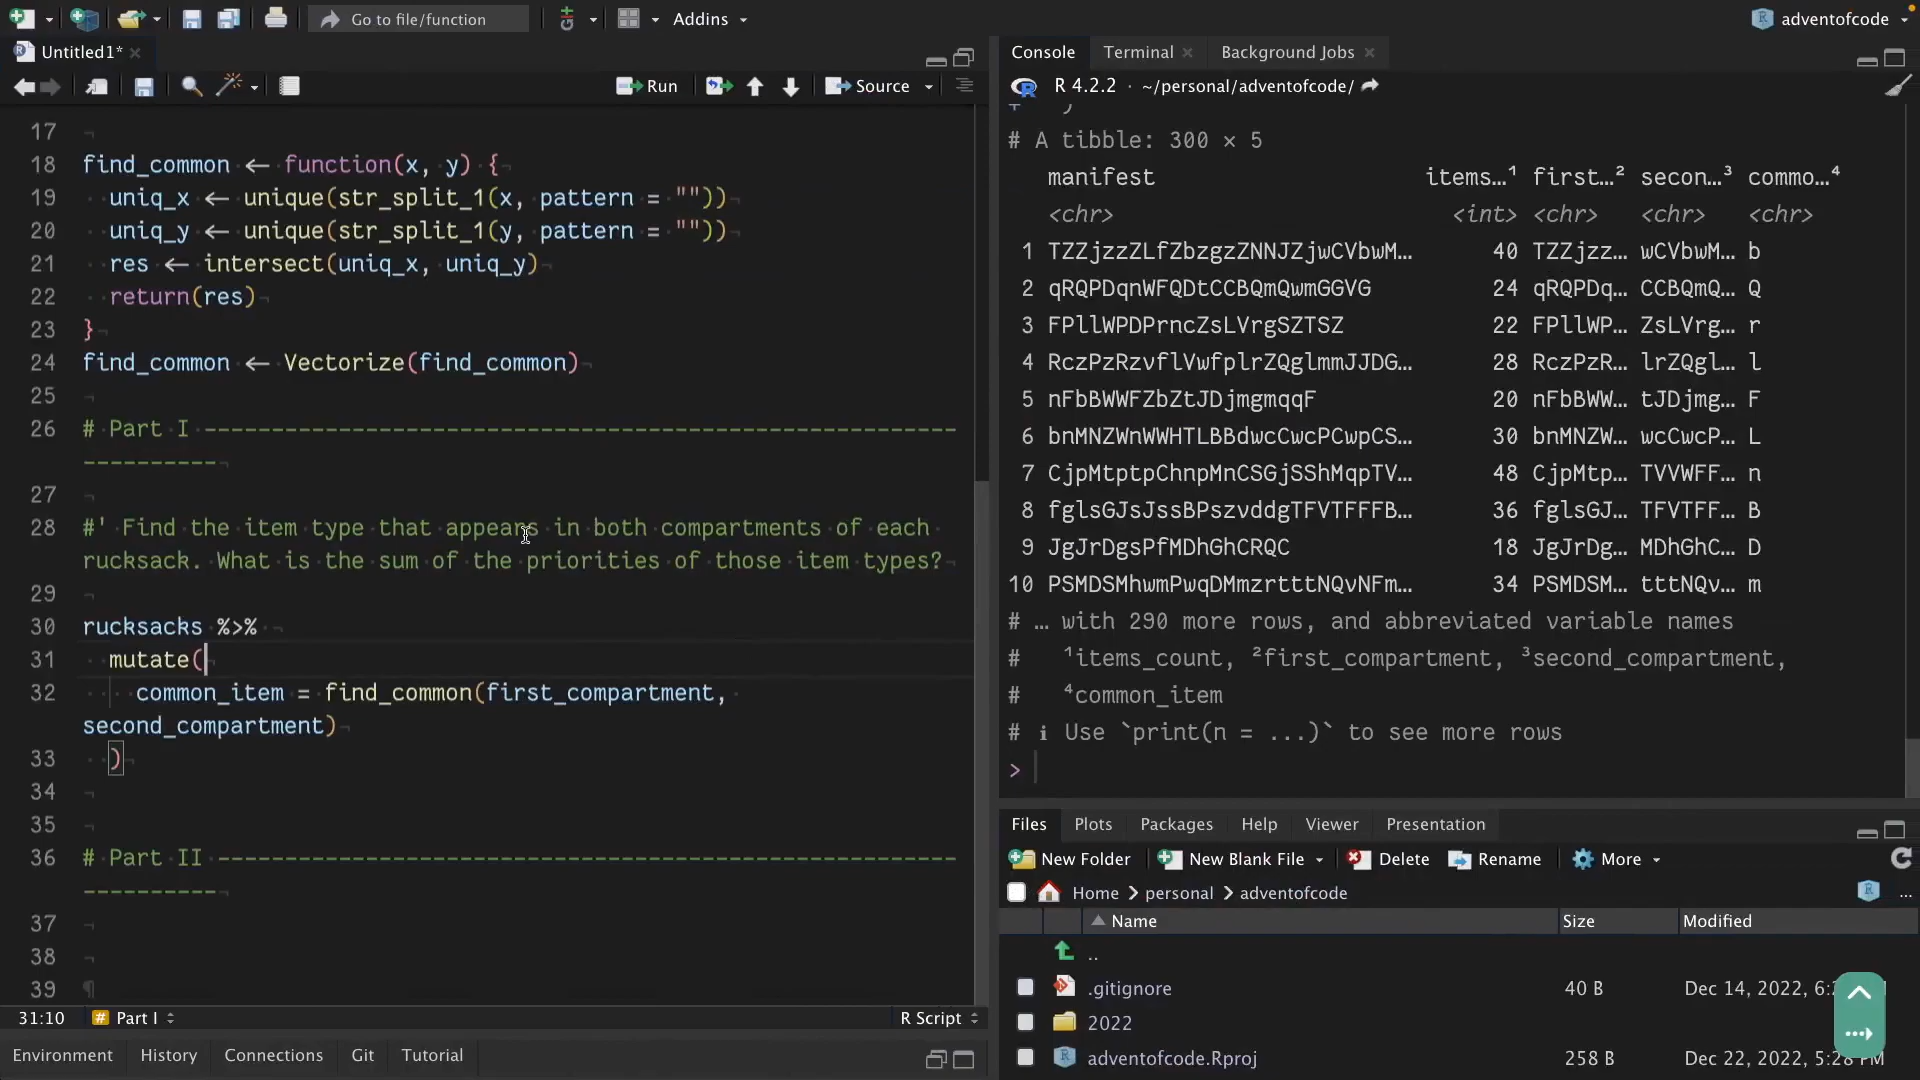 Go to file/function
Addins
adventofcode
Untitled1*
Run
Source
17
18 find_common <- function(x, y) {
19 uniq_x <- unique(str_split_1(x, pattern = ""))
20 uniq_y <- unique(str_split_1(y, pattern = ""))
21 res <- intersect(uniq_x, uniq_y)
22 return(res)
23 }
24 find_common <- Vectorize(find_common)
25
26 # Part I --------------------------------------------------------
----------
27
28 #' Find the item type that appears in both compartments of each
rucksack. What is the sum of the priorities of those item types?
29
30 rucksacks %>%
31 mutate(
32 common_item = find_common(first_compartment,
second_compartment)
33 )
34
35
36 # Part II -------------------------------------------------------
----------
37
38
39
31:10 # Part I R Script
Environment History Connections Git Tutorial
Console Terminal Background Jobs
R 4.2.2 · ~/personal/adventofcode/
+ )
# A tibble: 300 × 5
manifest items…¹ first…² secon…³ commo…⁴
<chr> <int> <chr> <chr> <chr>
1 TZZjzzZLfZbzgzZNNJZjwCVbwM… 40 TZZjzz… wCVbwM… b
2 qRQPDqnWFQDtCCBQmQwmGGVG 24 qRQPDq… CCBQmQ… Q
3 FPllWPDPrncZsLVrgSZTSZ 22 FPllWP… ZsLVrg… r
4 RczPzRzvflVwfplrZQglmmJJDG… 28 RczPzR… lrZQgl… l
5 nFbBWWFZbZtJDjmgmqqF 20 nFbBWW… tJDjmg… F
6 bnMNZWnWWHTLBBdwcCwcPCwpCS… 30 bnMNZW… wcCwcP… L
7 CjpMtptpChnpMnCSGjSShMqpTV… 48 CjpMtp… TVVWFF… n
8 fglsGJsJssBPszvddgTFVTFFFB… 36 fglsGJ… TFVTFF… B
9 JgJrDgsPfMDhGhCRQC 18 JgJrDg… MDhGhC… D
10 PSMDSMhwmPwqDMmzrtttNQvNFm… 34 PSMDSM… tttNQv… m
# … with 290 more rows, and abbreviated variable names
# ¹items_count, ²first_compartment, ³second_compartment,
# ⁴common_item
# ℹ Use `print(n = ...)` to see more rows
>
Files Plots Packages Help Viewer Presentation
New Folder New Blank File Delete Rename More
Home personal adventofcode
Name Size Modified
..
.gitignore 40 B Dec 14, 2022, 6:
2022
adventofcode.Rproj 258 B Dec 22, 2022, 5:28 PM